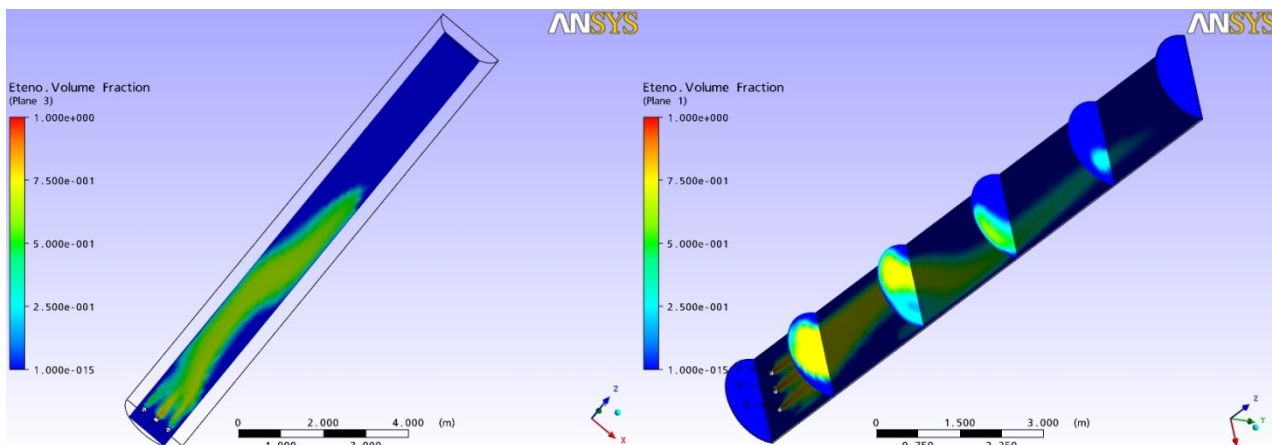 ANSYS
Eteno.Volume Fraction
(Plane 3)
1.000e+000
7.500e-001
5.000e-001
2.500e-001
1.000e-015
0 2.000 4.000 (m)
1.000 3.000
Z
X
ANSYS
Eteno.Volume Fraction
(Plane 1)
1.000e+000
7.500e-001
5.000e-001
2.500e-001
1.000e-015
0 1.500 3.000 (m)
0.750 2.250
Z
Y